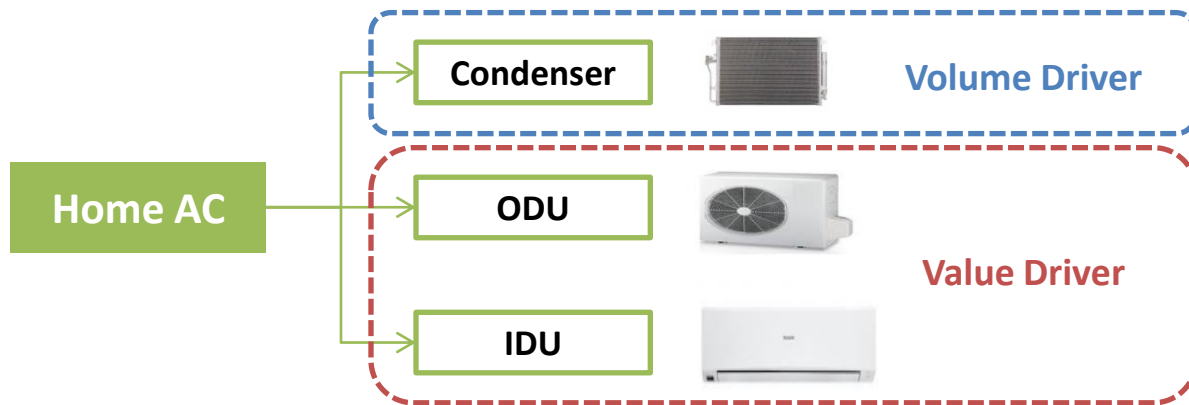 Condenser
Volume Driver
Home AC
ODU
Value Driver
IDU